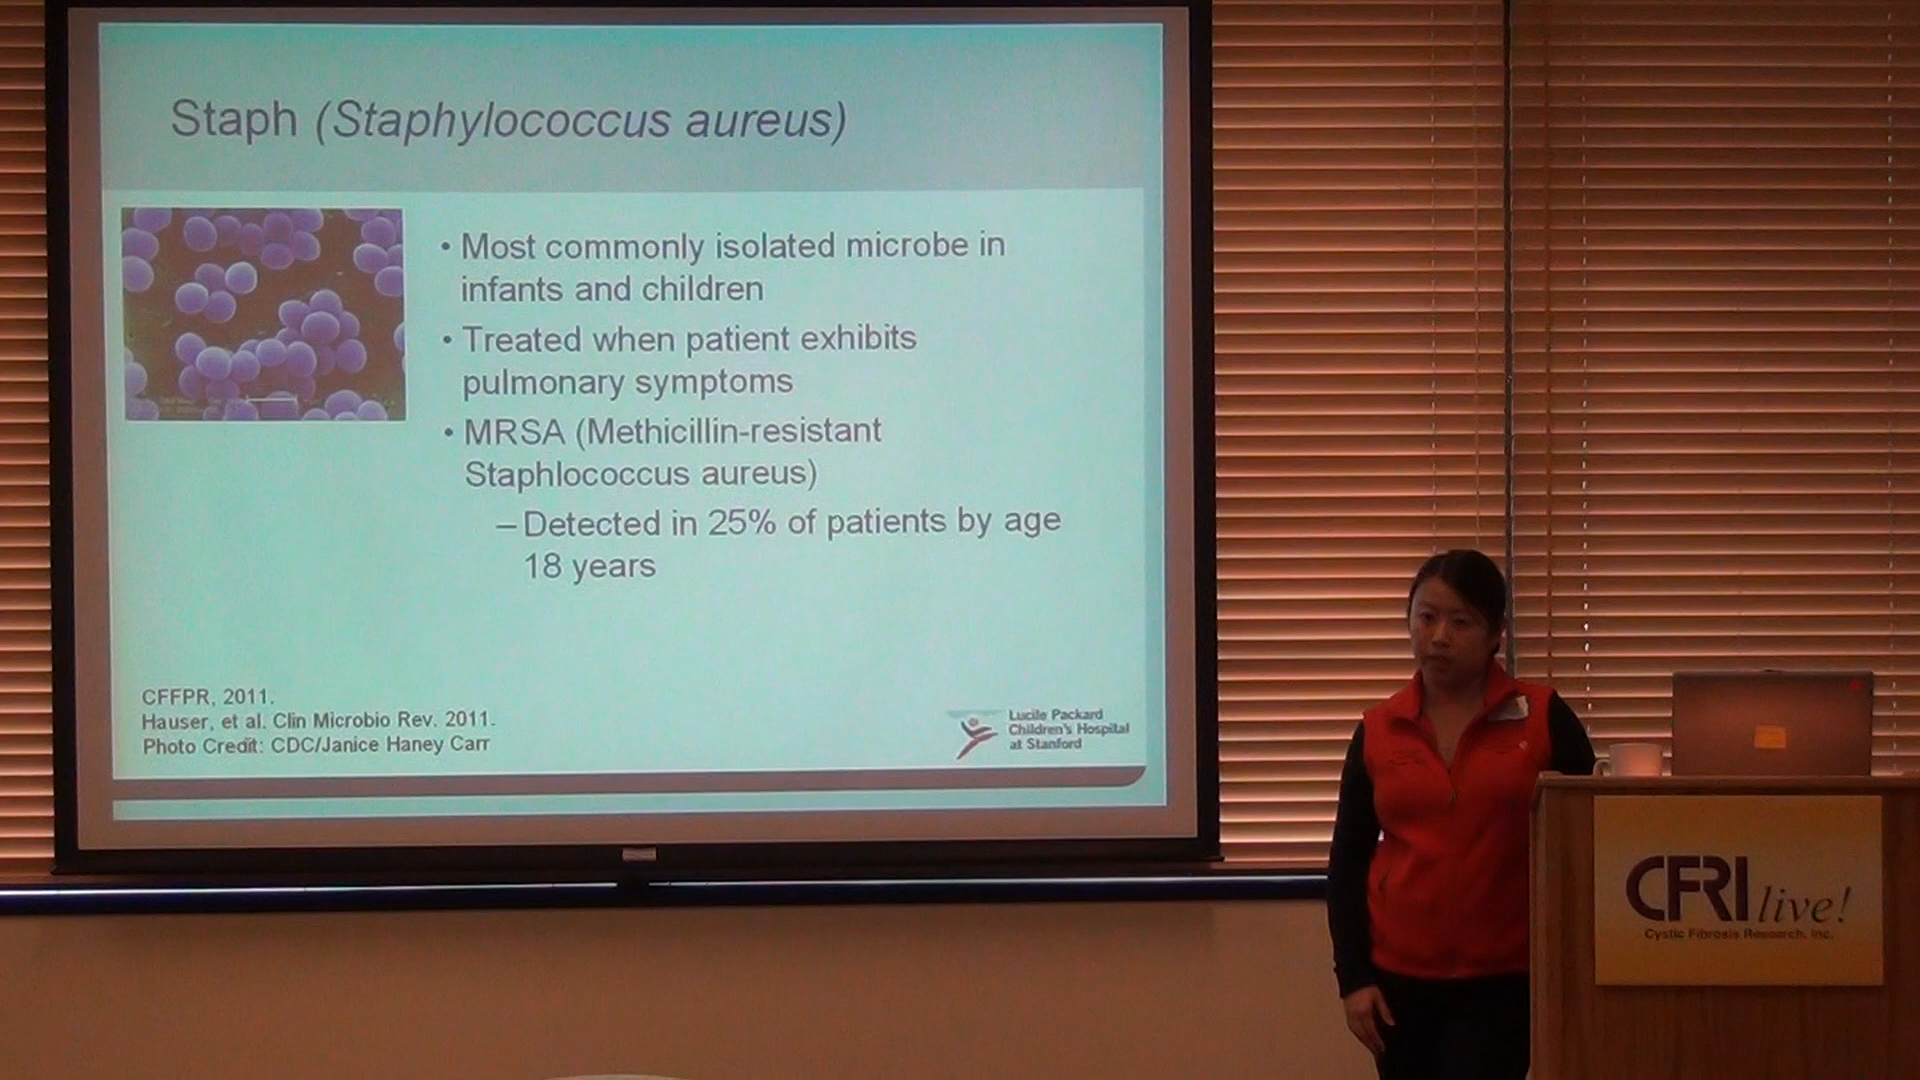 Staph (Staphylococcus aureus)
• Most commonly isolated microbe in
infants and children
• Treated when patient exhibits
pulmonary symptoms
• MRSA (Methicillin-resistant
Staphlococcus aureus)
– Detected in 25% of patients by age
18 years
CFFPR, 2011.
Hauser, et al. Clin Microbio Rev. 2011.
Photo Credit: CDC/Janice Haney Carr
Lucile Packard
Children's Hospital
at Stanford
CFRI live!
Cystic Fibrosis Research, Inc.